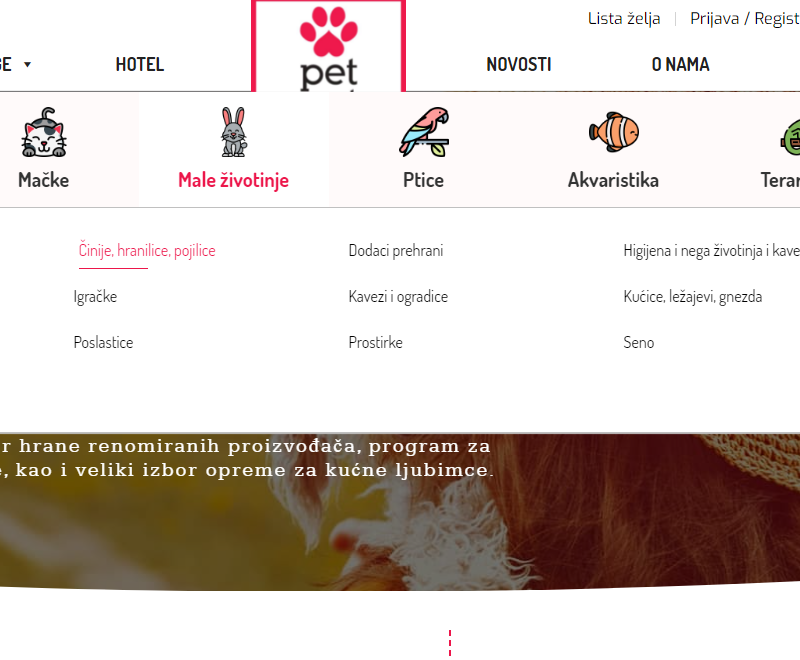 Lista želja
Prijava / Regist
GE
HOTEL
pet
NOVOSTI
O NAMA
Mačke
Male životinje
Ptice
Akvaristika
Terar
Činije, hranilice, pojilice
Dodaci prehrani
Higijena i nega životinja i kave
Igračke
Kavezi i ogradice
Kućice, ležajevi, gnezda
Poslastice
Prostirke
Seno
r hrane renomiranih proizvođača, program za
e, kao i veliki izbor opreme za kućne ljubimce.